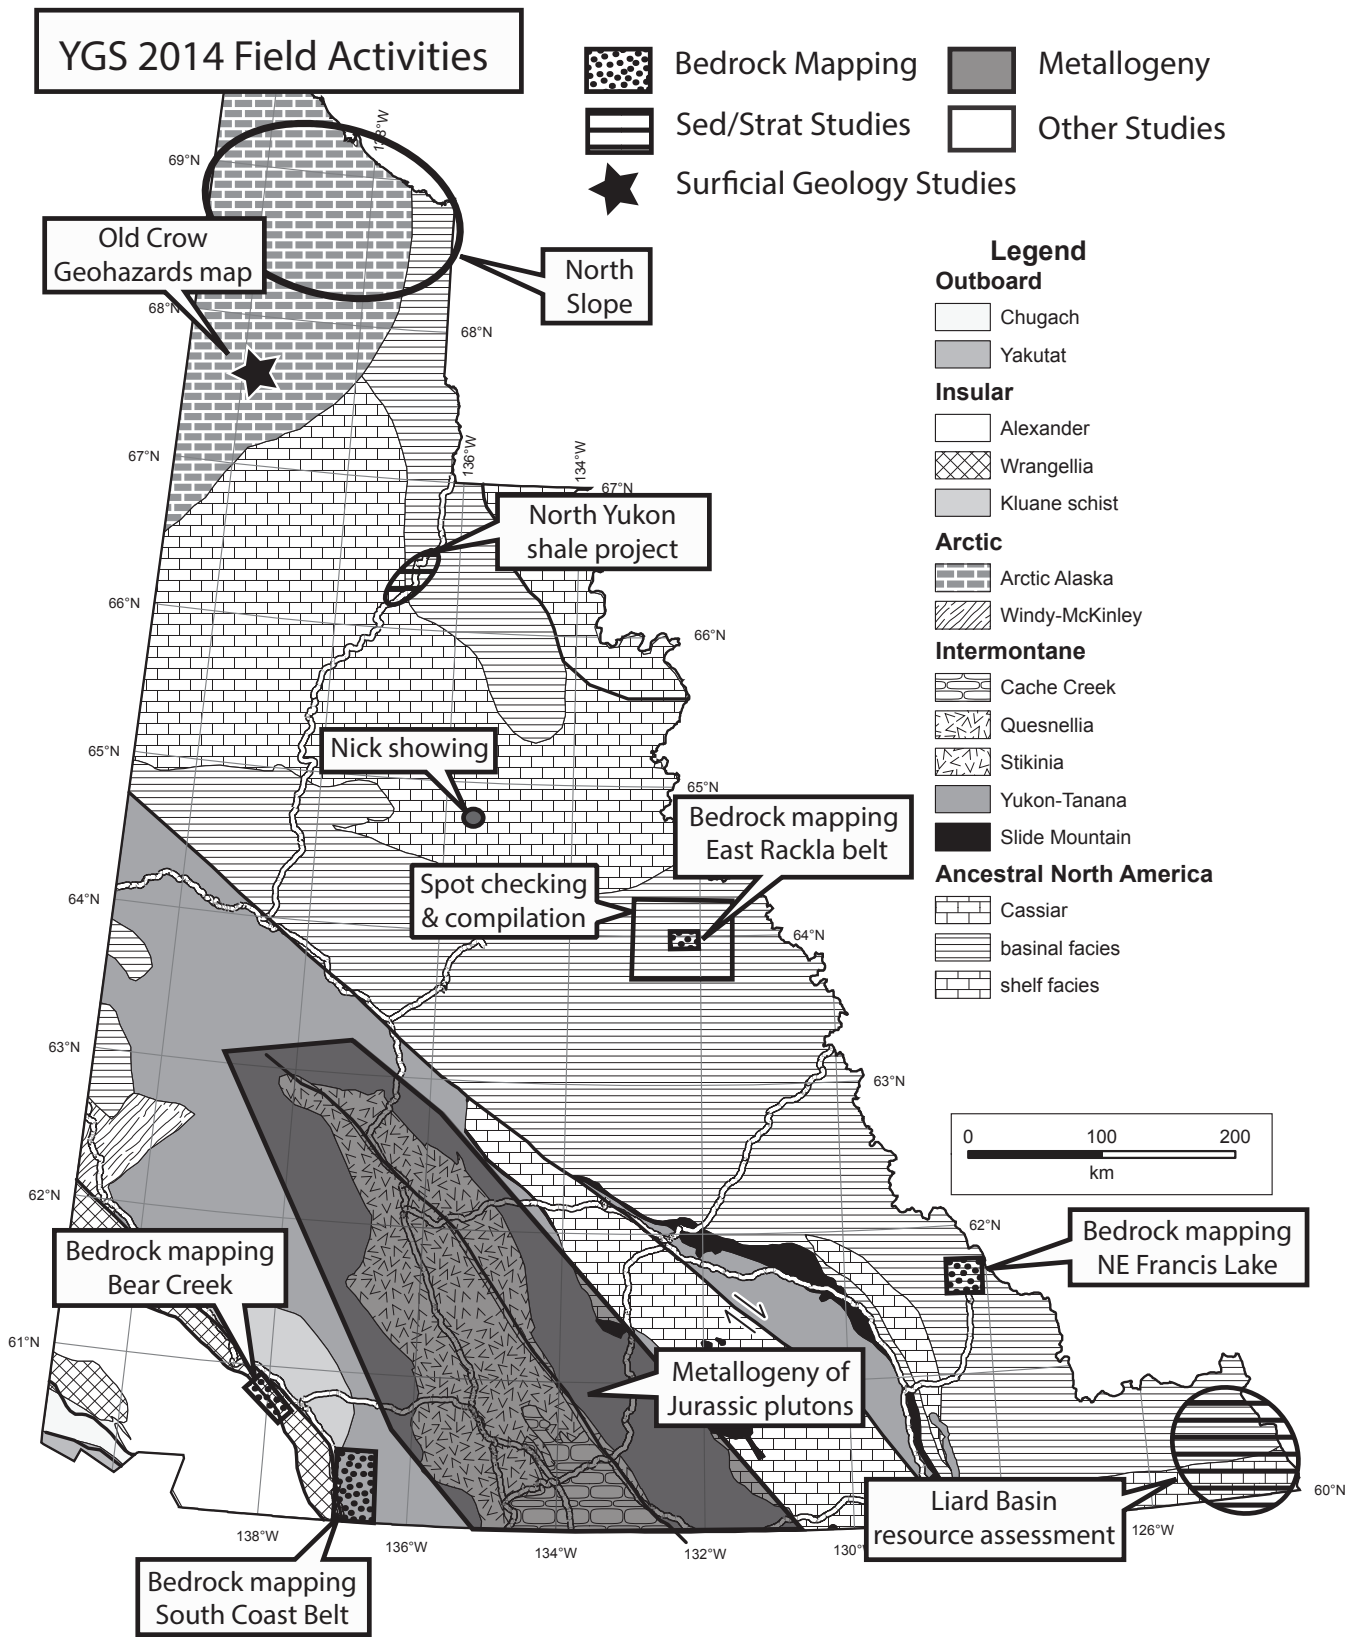 YGS 2014 Field Activities
Bedrock Mapping
Metallogeny
Sed/Strat Studies
Other Studies
Surficial Geology Studies
138°W
69°N
Old Crow
Geohazards map
North
Slope
68°N
68°N
67°N
136°W
134°W
67°N
North Yukon
shale project
66°N
66°N
Nick showing
65°N
65°N
Bedrock mapping
East Rackla belt
Spot checking
& compilation
64°N
64°N
63°N
63°N
62°N
62°N
Bedrock mapping
NE Francis Lake
Bedrock mapping
Bear Creek
61°N
Metallogeny of
Jurassic plutons
Liard Basin
resource assessment
60°N
138°W
136°W
134°W
132°W
130°
126°W
Bedrock mapping
South Coast Belt
Legend
Outboard
Chugach
Yakutat
Insular
Alexander
Wrangellia
Kluane schist
Arctic
Arctic Alaska
Windy-McKinley
Intermontane
Cache Creek
Quesnellia
Stikinia
Yukon-Tanana
Slide Mountain
Ancestral North America
Cassiar
basinal facies
shelf facies
0 100 200
km